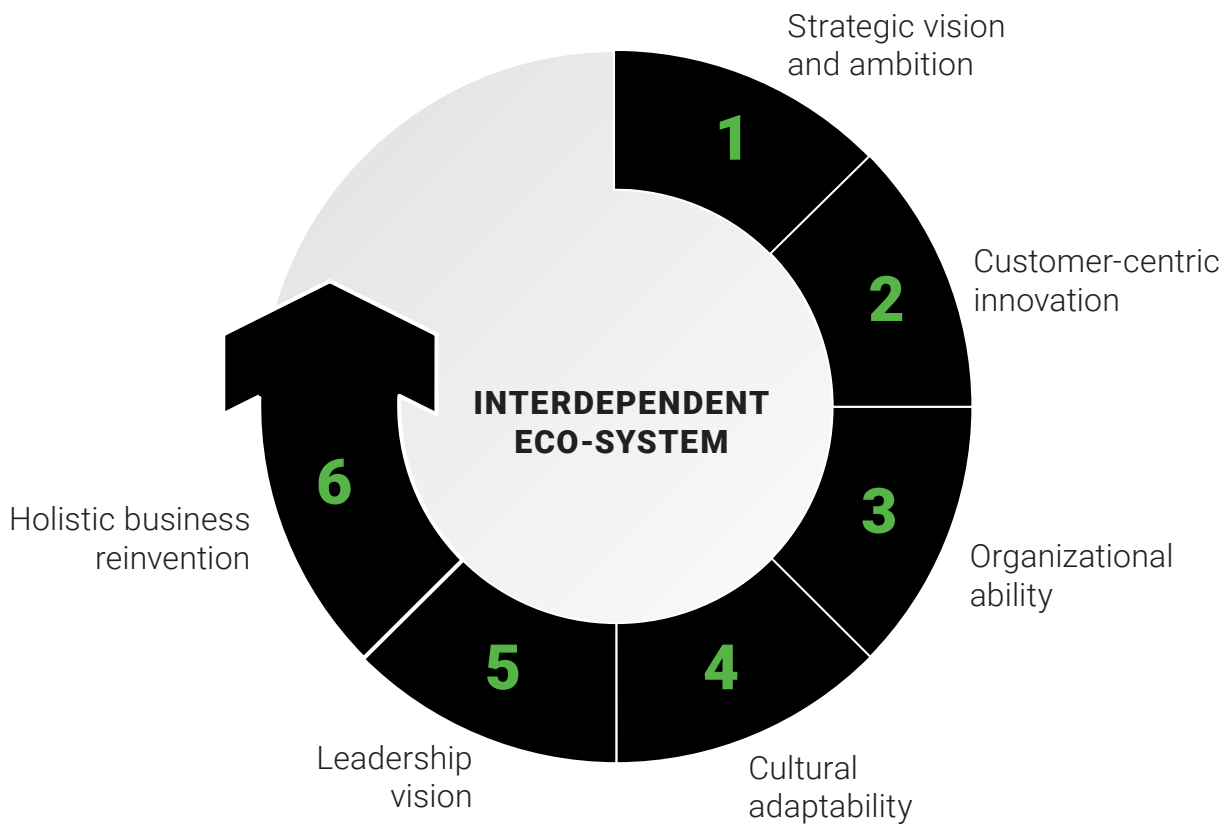 Strategic vision
and ambition
1
Customer-centric
innovation
2
3
Organizational
ability
4
Cultural
adaptability
5
Leadership
vision
6
Holistic business
reinvention
INTERDEPENDENT
ECO-SYSTEM